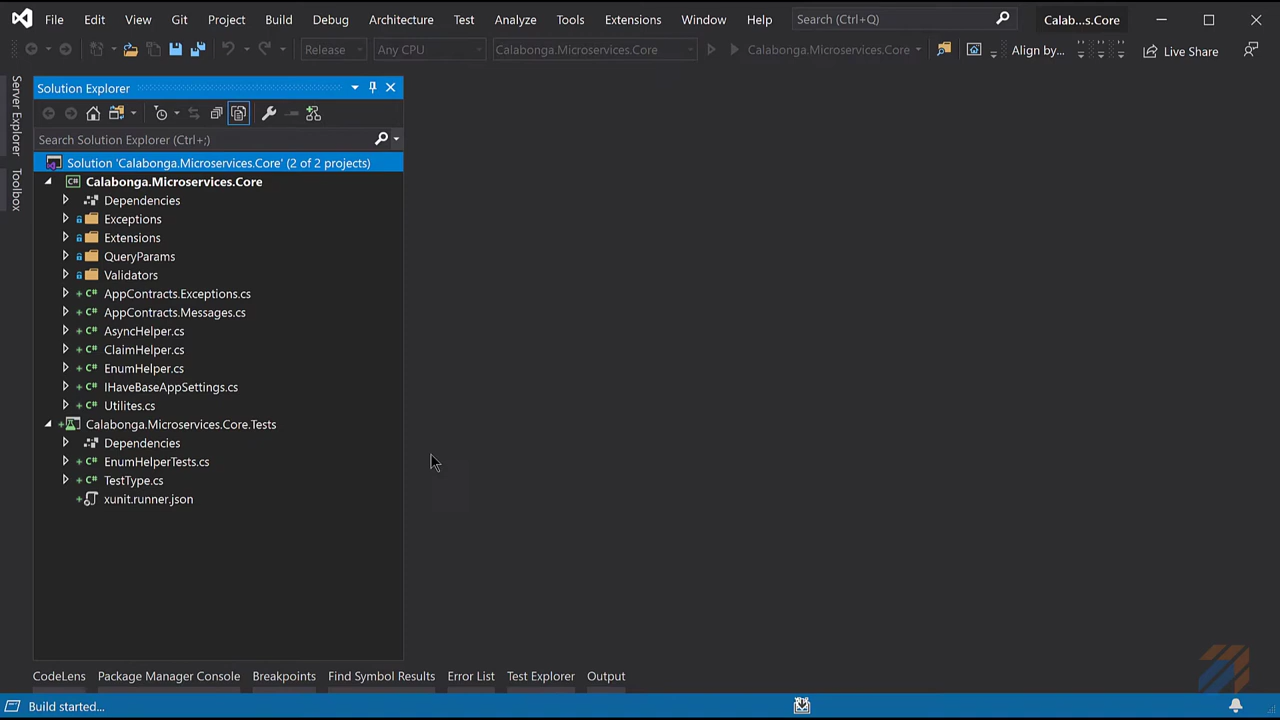 File Edit View Git Project Build Debug Architecture Test Analyze Tools Extensions Window Help Search (Ctrl+Q) Calab...s.Core
Release Any CPU Calabonga.Microservices.Core Calabonga.Microservices.Core Align by... Live Share
Server Explorer
Toolbox
Solution Explorer
Search Solution Explorer (Ctrl+;)
Solution 'Calabonga.Microservices.Core' (2 of 2 projects)
C# Calabonga.Microservices.Core
Dependencies
Exceptions
Extensions
QueryParams
Validators
C# AppContracts.Exceptions.cs
C# AppContracts.Messages.cs
C# AsyncHelper.cs
C# ClaimHelper.cs
C# EnumHelper.cs
C# IHaveBaseAppSettings.cs
C# Utilites.cs
Calabonga.Microservices.Core.Tests
Dependencies
C# EnumHelperTests.cs
C# TestType.cs
xunit.runner.json
CodeLens Package Manager Console Breakpoints Find Symbol Results Error List Test Explorer Output
Build started...